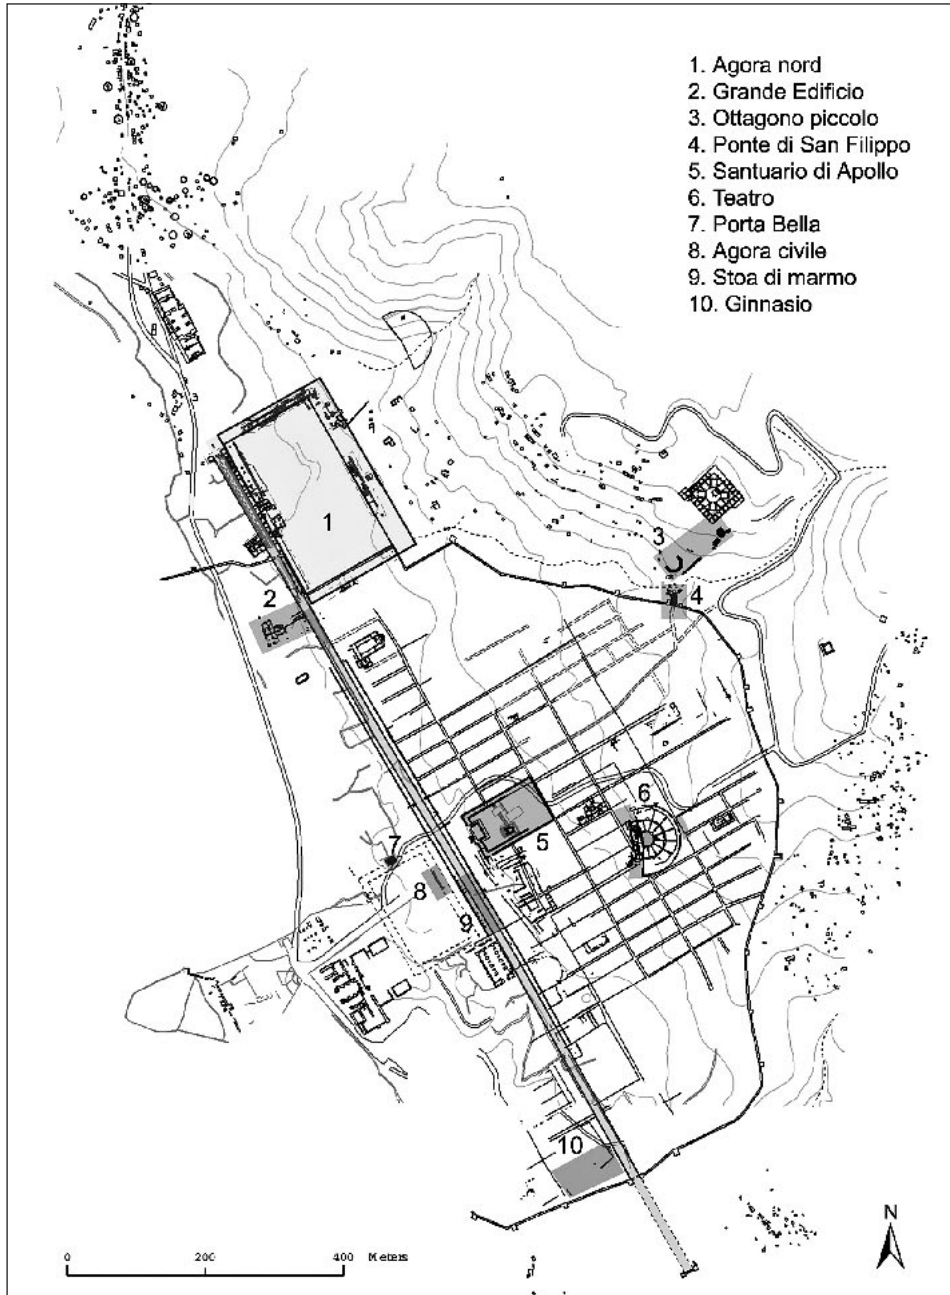 1. Agora nord
2. Grande Edificio
3. Ottagono piccolo
4. Ponte di San Filippo
5. Santuario di Apollo
6. Teatro
7. Porta Bella
8. Agora civile
9. Stoa di marmo
10. Ginnasio
1
3
4
2
6
5
7
8
9
10
N
0 200 400 Meters